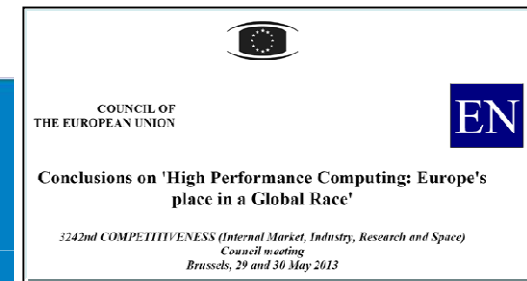 COUNCIL OF
THE EUROPEAN UNION
EN
Conclusions on 'High Performance Computing: Europe's
place in a Global Race'
3242nd COMPETITIVENESS (Internal Market, Industry, Research and Space)
Council meeting
Brussels, 29 and 30 May 2013